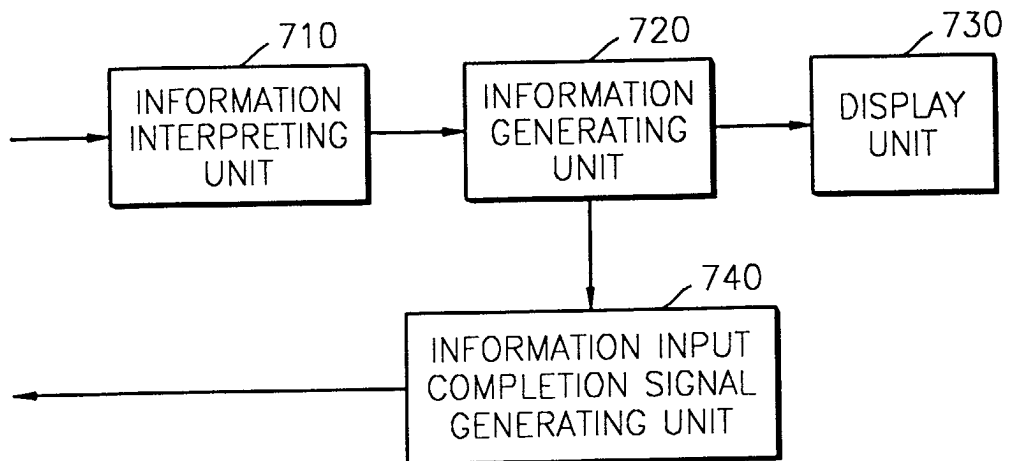 710
INFORMATION
INTERPRETING
UNIT
720
INFORMATION
GENERATING
UNIT
730
DISPLAY
UNIT
740
INFORMATION INPUT
COMPLETION SIGNAL
GENERATING UNIT